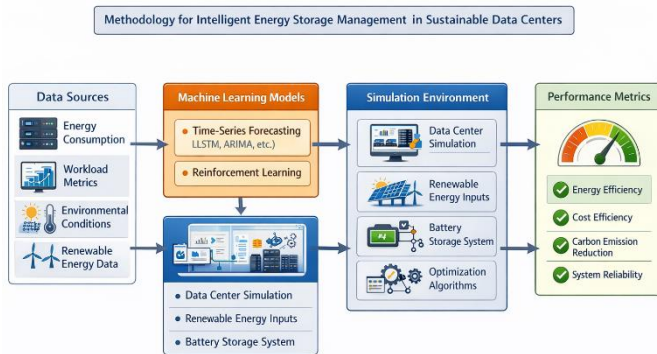 Methodology for Intelligent Energy Storage Management in Sustainable Data Centers
Data Sources
Energy
Consumption
Workload
Metrics
Environmental
Conditions
Renewable
Energy Data
Machine Learning Models
• Time-Series Forecasting
LLSTM, ARIMA, etc.)
• Reinforcement Learning
• Data Center Simulation
• Renewable Energy Inputs
• Battery Storage System
Simulation Environment
Data Center
Simulation
Renewable
Energy Inputs
Battery
Storage System
Optimization
Algorithms
Performance Metrics
Energy Efficiency
Cost Efficiency
Carbon Emission
Reduction
System Reliability